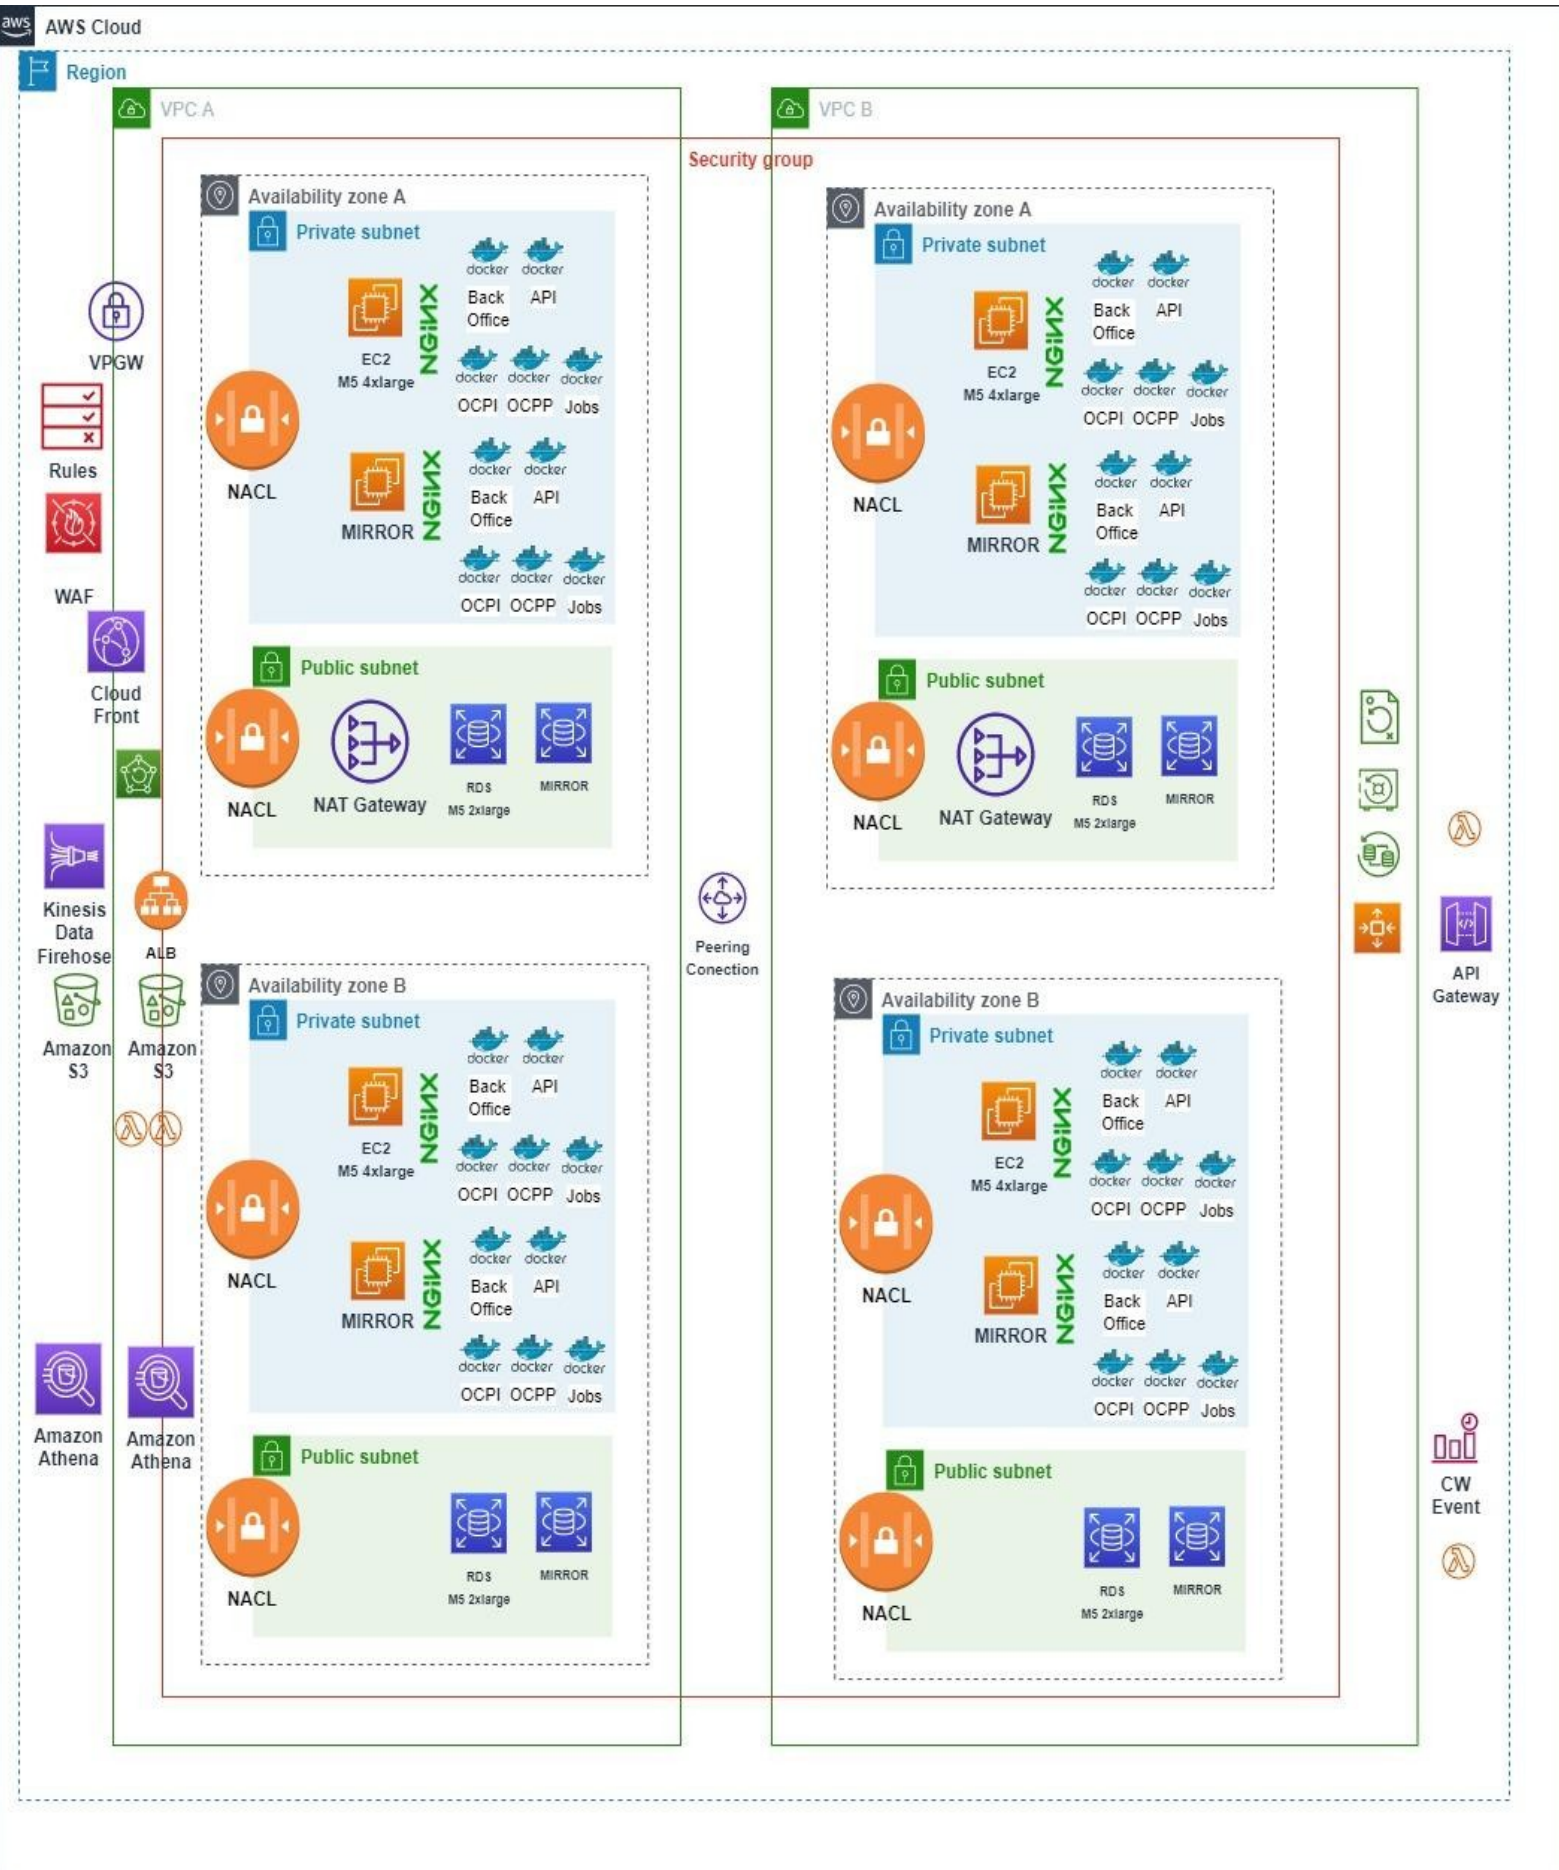 aws
AWS Cloud
Region
VPC A
VPC B
Security group
Availability zone A
Private subnet
docker docker
Back
Office
API
EC2
M5 4xlarge
NGINX
docker docker docker
OCPI OCPP Jobs
NACL
docker docker
Back
Office
API
MIRROR
NGINX
docker docker docker
OCPI OCPP Jobs
Public subnet
NACL
NAT Gateway
RDS
M5 2xlarge
MIRROR
Availability zone A
Private subnet
docker docker
Back
Office
API
EC2
M5 4xlarge
NGINX
docker docker docker
OCPI OCPP Jobs
NACL
docker docker
Back
Office
API
MIRROR
NGINX
docker docker docker
OCPI OCPP Jobs
Public subnet
NACL
NAT Gateway
RDS
M5 2xlarge
MIRROR
VPGW
Rules
WAF
Cloud
Front
Kinesis
Data
Firehose
ALB
Amazon
S3
Amazon
S3
Amazon
Athena
Amazon
Athena
Peering
Conection
Availability zone B
Private subnet
docker docker
Back
Office
API
EC2
M5 4xlarge
NGINX
docker docker docker
OCPI OCPP Jobs
NACL
docker docker
Back
Office
API
MIRROR
NGINX
docker docker docker
OCPI OCPP Jobs
Public subnet
NACL
RDS
M5 2xlarge
MIRROR
Availability zone B
Private subnet
docker docker
Back
Office
API
EC2
M5 4xlarge
NGINX
docker docker docker
OCPI OCPP Jobs
NACL
docker docker
Back
Office
API
MIRROR
NGINX
docker docker docker
OCPI OCPP Jobs
Public subnet
NACL
RDS
M5 2xlarge
MIRROR
API
Gateway
CW
Event